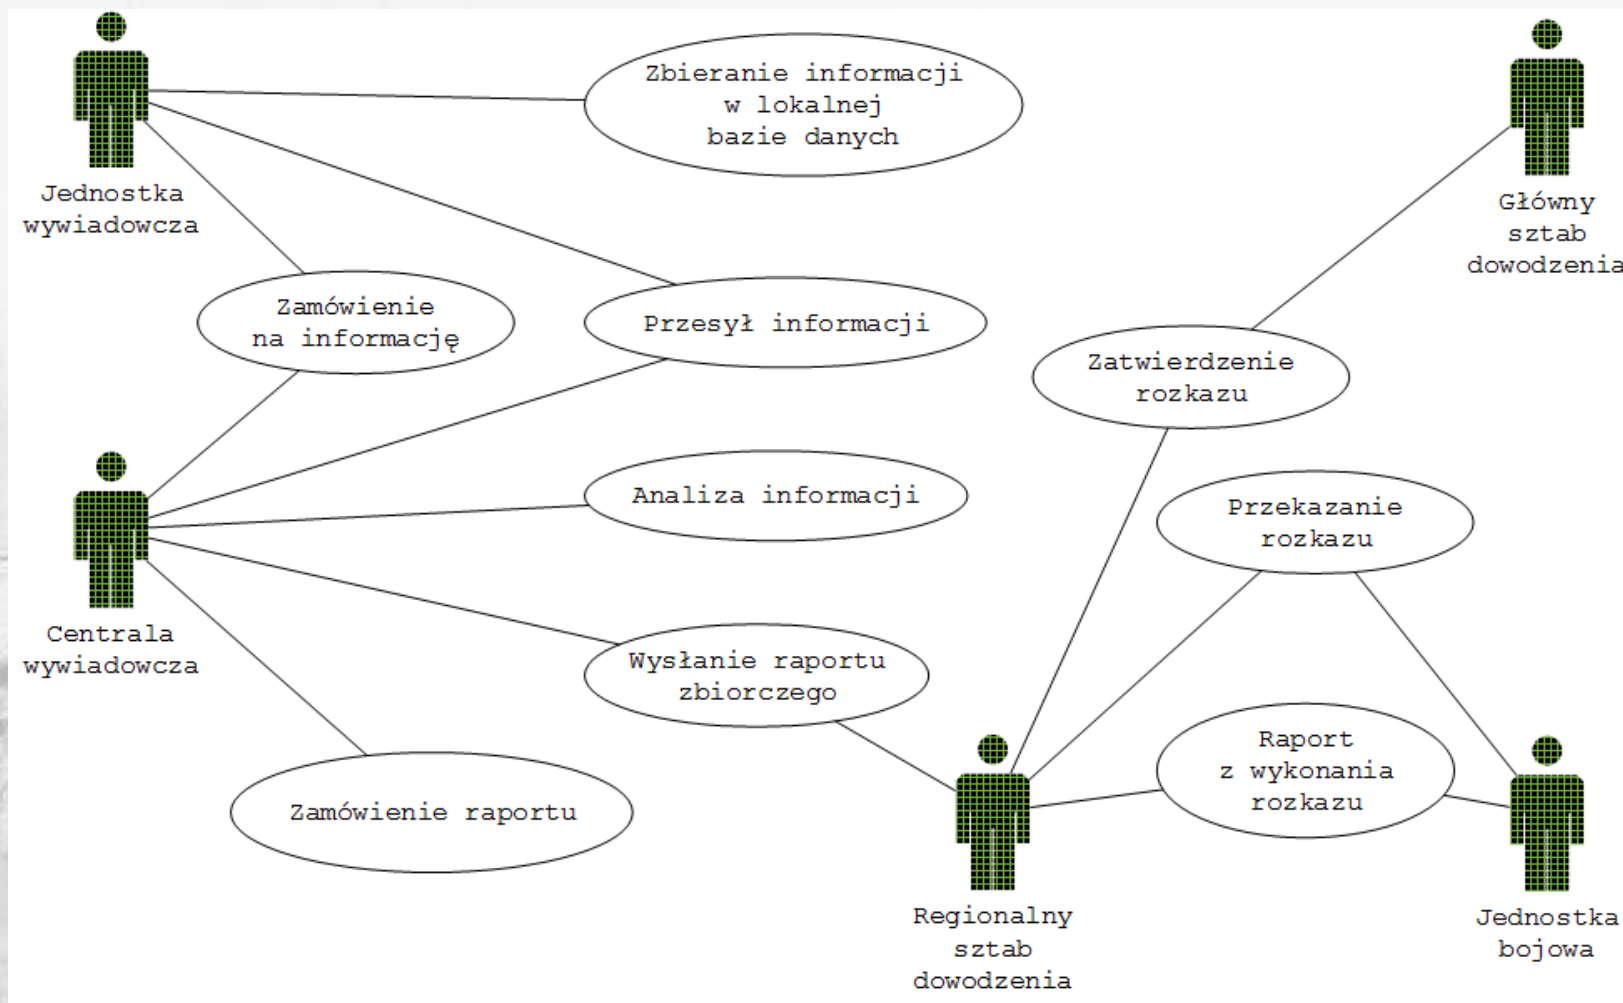 Zbieranie informacji
w lokalnej
bazie danych
Jednostka
wywiadowcza
Główny
sztab
dowodzenia
Zamówienie
na informację
Przesył informacji
Zatwierdzenie
rozkazu
Analiza informacji
Przekazanie
rozkazu
Centrala
wywiadowcza
Wysłanie raportu
zbiorczego
Raport
z wykonania
rozkazu
Zamówienie raportu
Regionalny
sztab
dowodzenia
Jednostka
bojowa